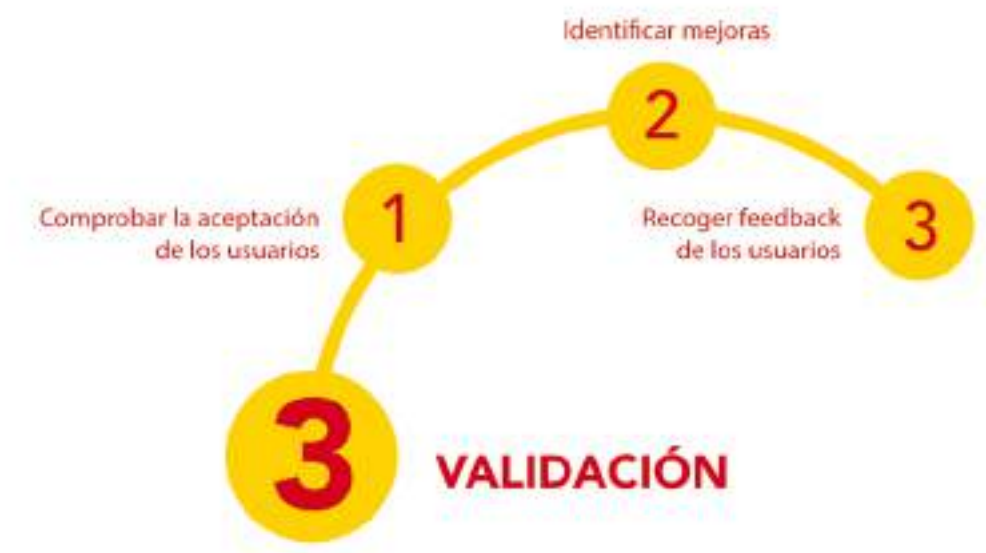 Identificar mejoras
2
Comprobar la aceptación
de los usuarios
1
Recoger feedback
de los usuarios
3
3
VALIDACIÓN